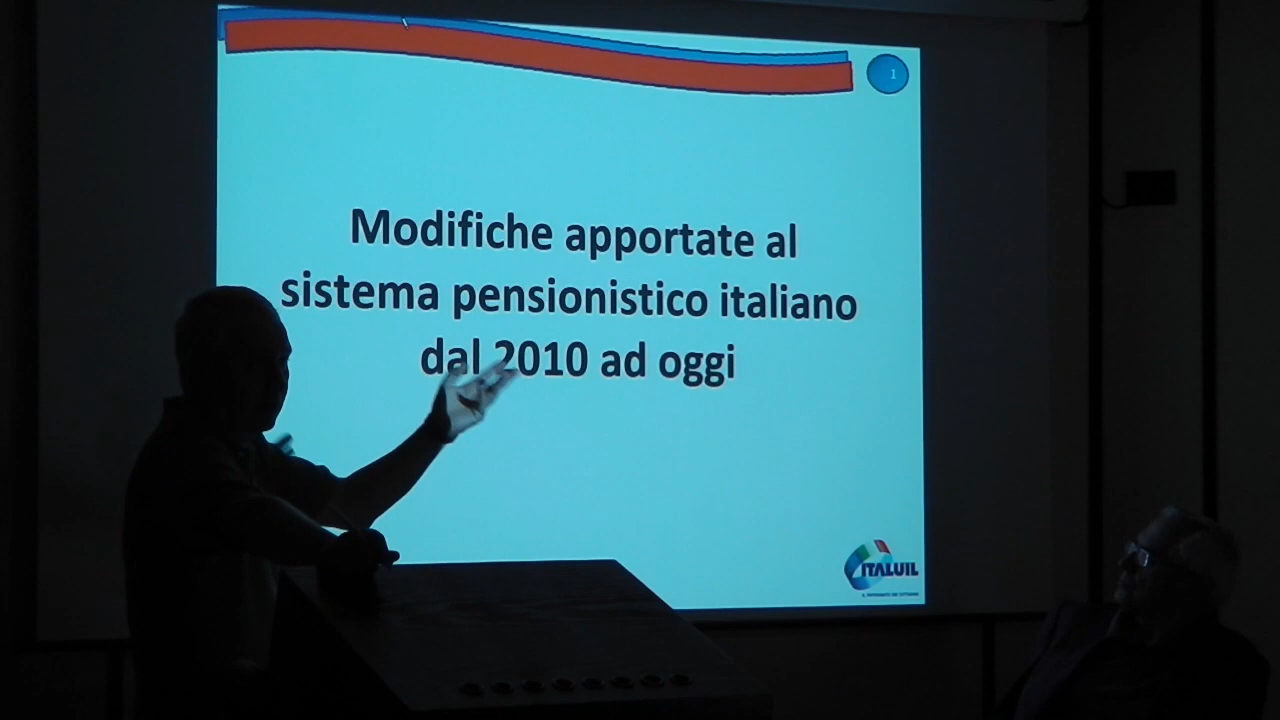 1
Modifiche apportate al
sistema pensionistico italiano
dal 2010 ad oggi
ITALUIL